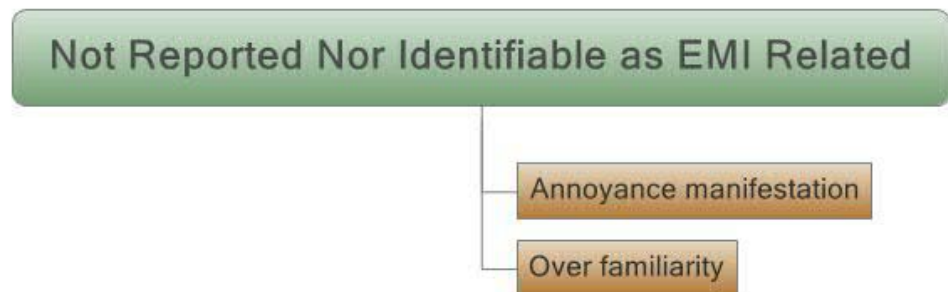 Not Reported Nor Identifiable as EMI Related
Annoyance manifestation
Over familiarity